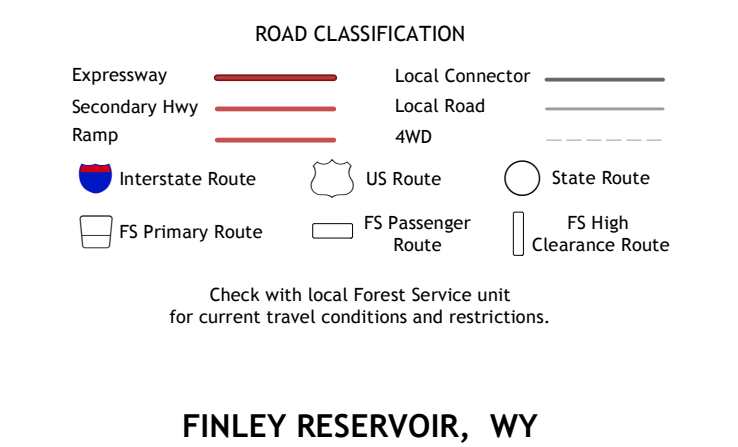 ROAD CLASSIFICATION
Expressway
Local Connector
Secondary Hwy
Local Road
Ramp
4WD
Interstate Route
US Route
State Route
FS Primary Route
FS Passenger
Route
FS High
Clearance Route
Check with local Forest Service unit
for current travel conditions and restrictions.
FINLEY RESERVOIR, WY